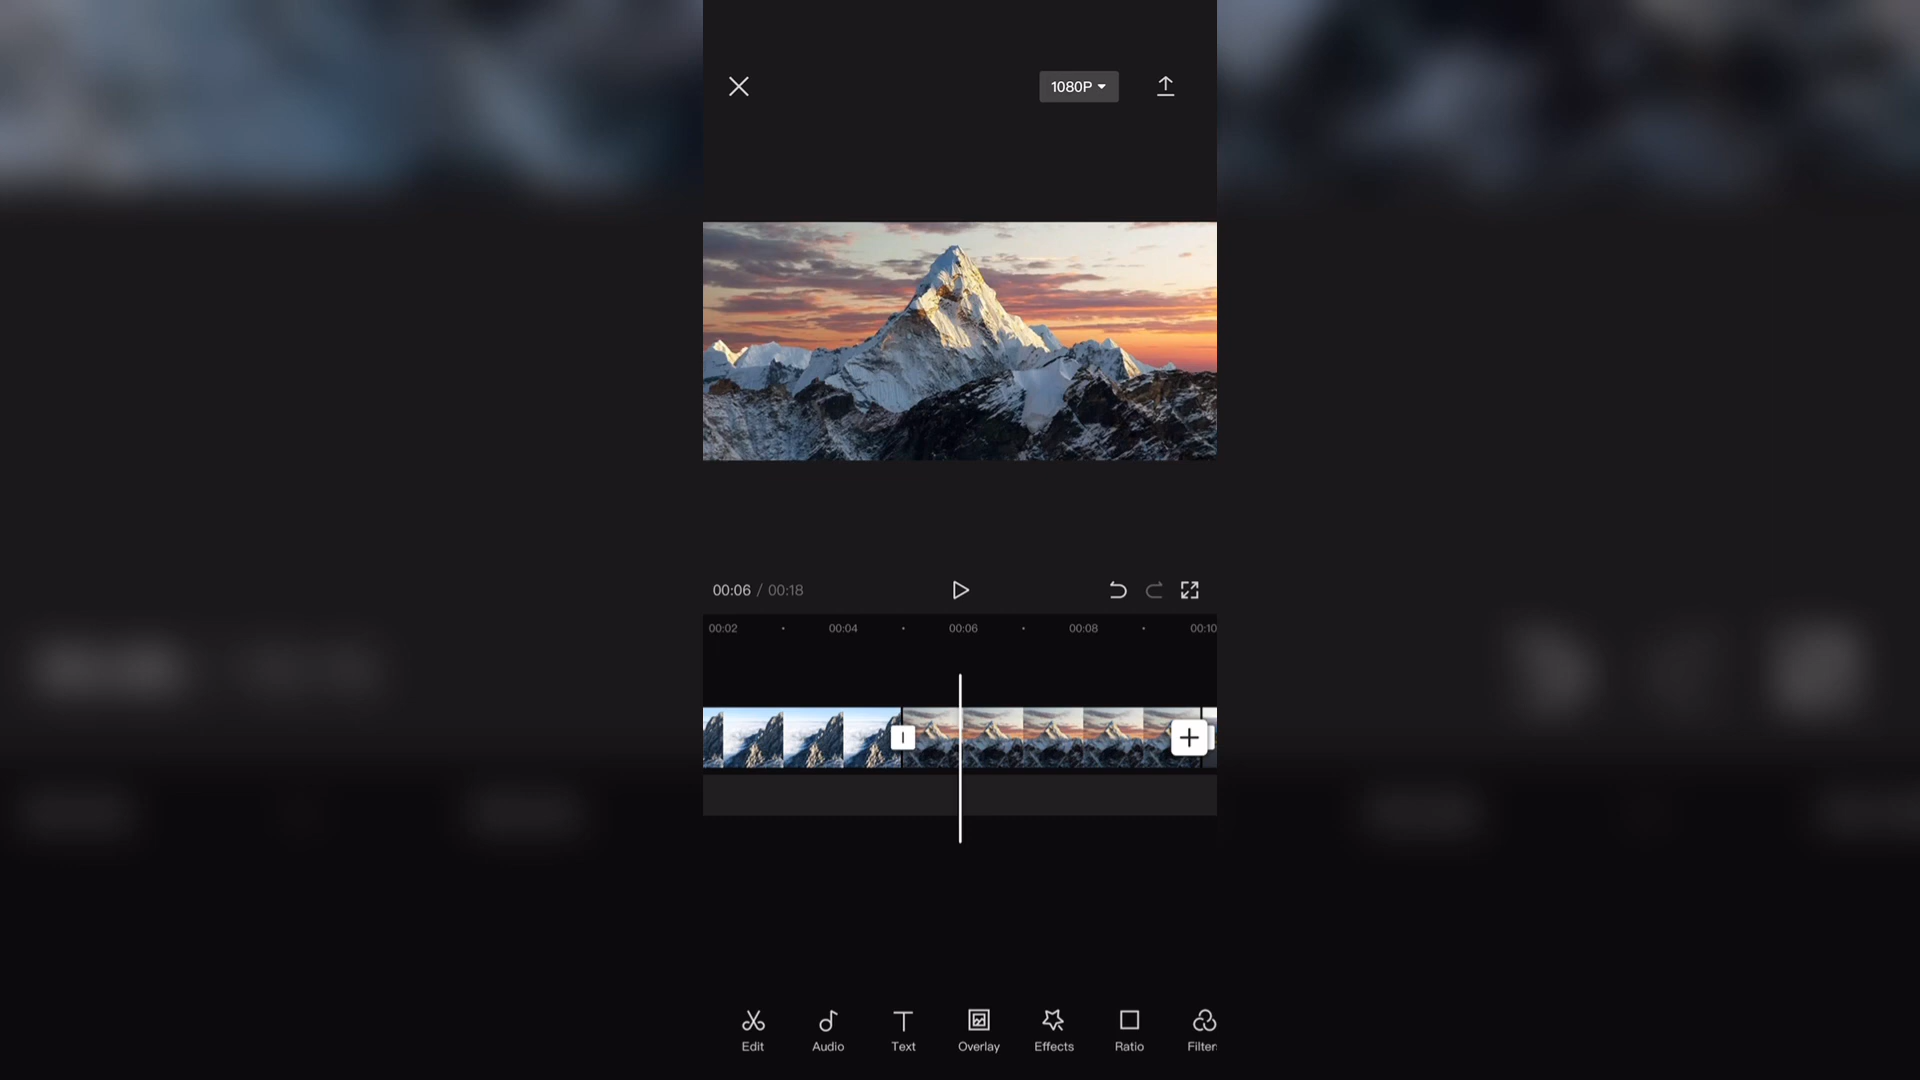 1080P
00:06 / 00:18
00:02 00:04 00:06 00:08 00:10
Edit Audio Text Overlay Effects Ratio Filter